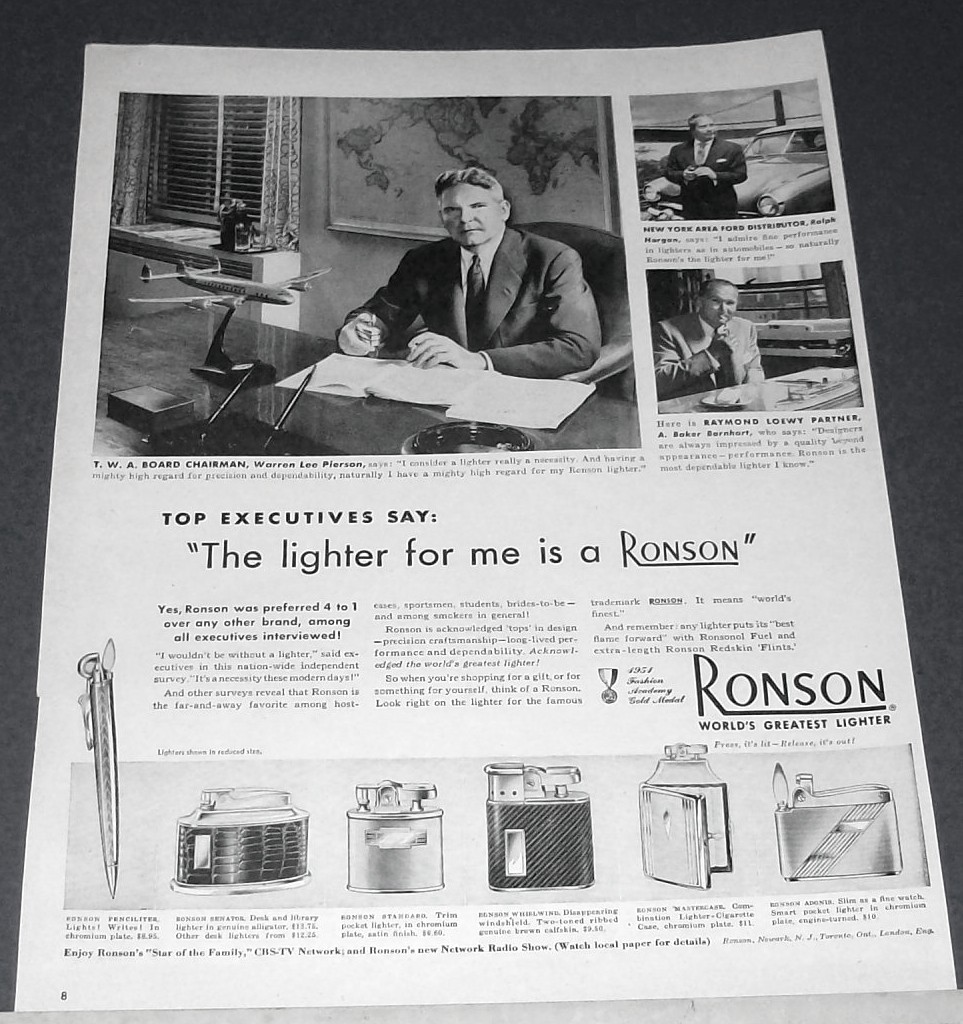 NEW YORK AREA FORD DISTRIBUTOR, Ralph
Horgan, says: "I admire fine performance
in lighters as in automobiles — so naturally
Ronson's the lighter for me!"
Here is RAYMOND LOEWY PARTNER,
A. Baker Barnhart, who says: "Designers
are always impressed by a quality beyond
appearance — performance. Ronson is the
most dependable lighter I know."
T. W. A. BOARD CHAIRMAN, Warren Lee Pierson, says: "I consider a lighter really a necessity. And having a
mighty high regard for precision and dependability, naturally I have a mighty high regard for my Ronson lighter."
TOP EXECUTIVES SAY:
"The lighter for me is a RONSON"
Yes, Ronson was preferred 4 to 1
over any other brand, among
all executives interviewed!
"I wouldn't be without a lighter," said ex-
ecutives in this nation-wide independent
survey. "It's a necessity these modern days!"
And other surveys reveal that Ronson is
the far-and-away favorite among host-
esses, sportsmen, students, brides-to-be —
and among smokers in general!
Ronson is acknowledged 'tops' in design
—precision craftsmanship—long-lived per-
formance and dependability. Acknowl-
edged the world's greatest lighter!
So when you're shopping for a gift, or for
something for yourself, think of a Ronson.
Look right on the lighter for the famous
trademark RONSON. It means "world's
finest."
And remember: any lighter puts its "best
flame forward" with Ronsonol Fuel and
extra-length Ronson Redskin 'Flints.'
1951
Fashion
Academy
Gold Medal
RONSON®
WORLD'S GREATEST LIGHTER
Press, it's lit—Release, it's out!
Lighters shown in reduced size.
RONSON PENCILITER.
Lights! Writes! In
chromium plate. $8.95.
RONSON SENATOR. Desk and library
lighter in genuine alligator. $13.75.
Other desk lighters from $12.25.
RONSON STANDARD. Trim
pocket lighter, in chromium
plate, satin finish. $6.60.
RONSON WHIRLWIND. Disappearing
windshield. Two-toned ribbed
genuine brown calfskin. $9.50.
RONSON MASTERCASE. Com-
bination Lighter-Cigarette
Case, chromium plate. $11.
RONSON ADONIS. Slim as a fine watch.
Smart pocket lighter in chromium
plate, engine-turned. $10.
Enjoy Ronson's "Star of the Family," CBS-TV Network; and Ronson's new Network Radio Show. (Watch local paper for details)
Ronson, Newark, N. J., Toronto, Ont., London, Eng.
8